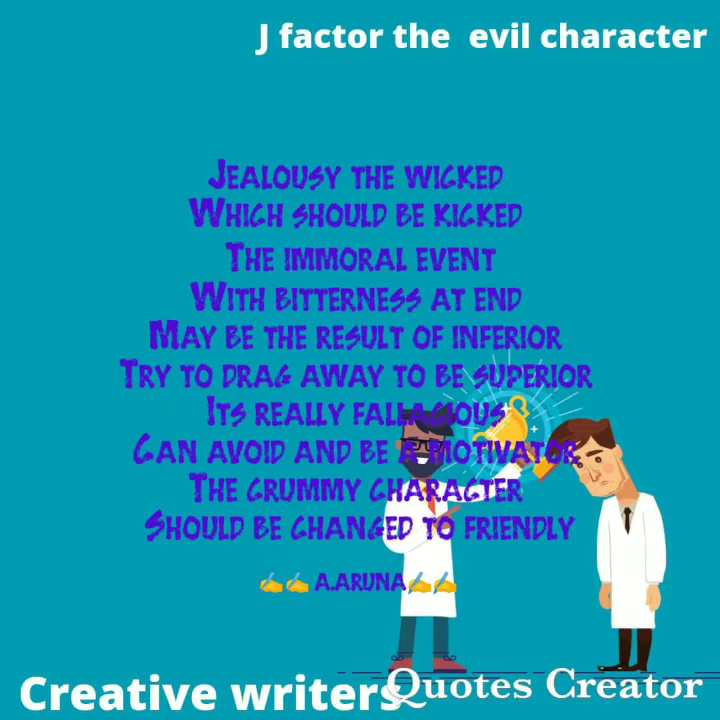 J factor the evil character
Jealousy the wicked
Which should be kicked
The immoral event
With bitterness at end
May be the result of inferior
Try to drag away to be superior
Its really fallacious
Can avoid and be a motivator
The crummy character
Should be changed to friendly
✍✍ A.Aruna✍✍
Creative writers
Quotes Creator